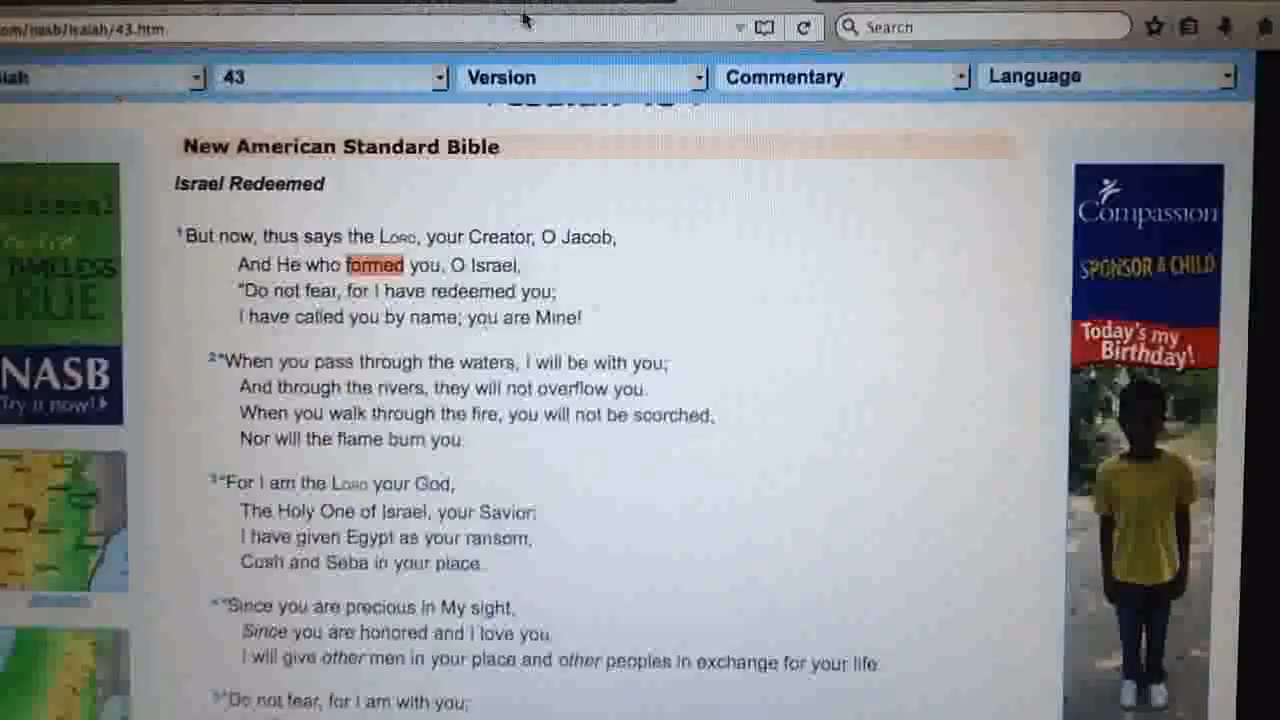 com/nasb/isaiah/43.htm
Search
43
Version
Commentary
Language
New American Standard Bible
Israel Redeemed
1But now, thus says the LORD, your Creator, O Jacob,
And He who formed you, O Israel,
"Do not fear, for I have redeemed you;
I have called you by name; you are Mine!
2"When you pass through the waters, I will be with you;
And through the rivers, they will not overflow you.
When you walk through the fire, you will not be scorched,
Nor will the flame burn you.
3"For I am the LORD your God,
The Holy One of Israel, your Savior;
I have given Egypt as your ransom,
Cush and Seba in your place.
4"Since you are precious in My sight,
Since you are honored and I love you,
I will give other men in your place and other peoples in exchange for your life.
5"Do not fear, for I am with you;
TIMELESS
TRUE
NASB
Try it now!
Compassion
SPONSOR A CHILD
Today's my
Birthday!